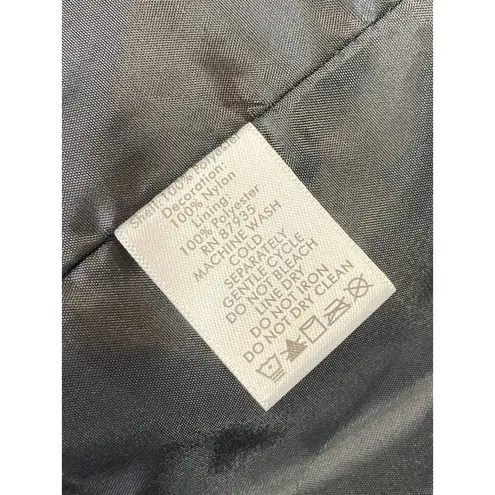 Shell: 100% Polyester
Decoration:
100% Nylon
Lining:
100% Polyester
RN 87535
MACHINE WASH
COLD
SEPARATELY
GENTLE CYCLE
DO NOT BLEACH
LINE DRY
DO NOT IRON
DO NOT DRY CLEAN